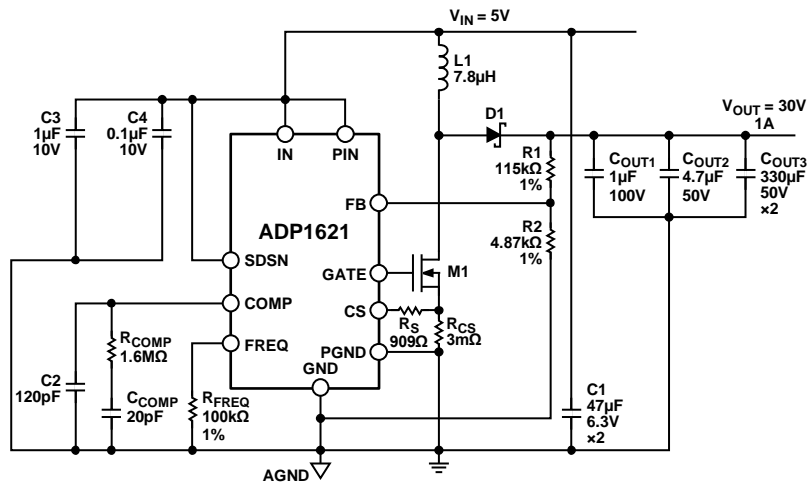 V_IN = 5V
L1
7.8µH
C3
1µF
10V
C4
0.1µF
10V
D1
V_OUT = 30V
1A
IN
PIN
R1
115kΩ
1%
C_OUT1
1µF
100V
C_OUT2
4.7µF
50V
C_OUT3
330µF
50V
×2
FB
ADP1621
R2
4.87kΩ
1%
SDSN
GATE
M1
COMP
CS
R_S
909Ω
R_CS
3mΩ
R_COMP
1.6MΩ
FREQ
PGND
GND
C2
120pF
C_COMP
20pF
R_FREQ
100kΩ
1%
C1
47µF
6.3V
×2
AGND